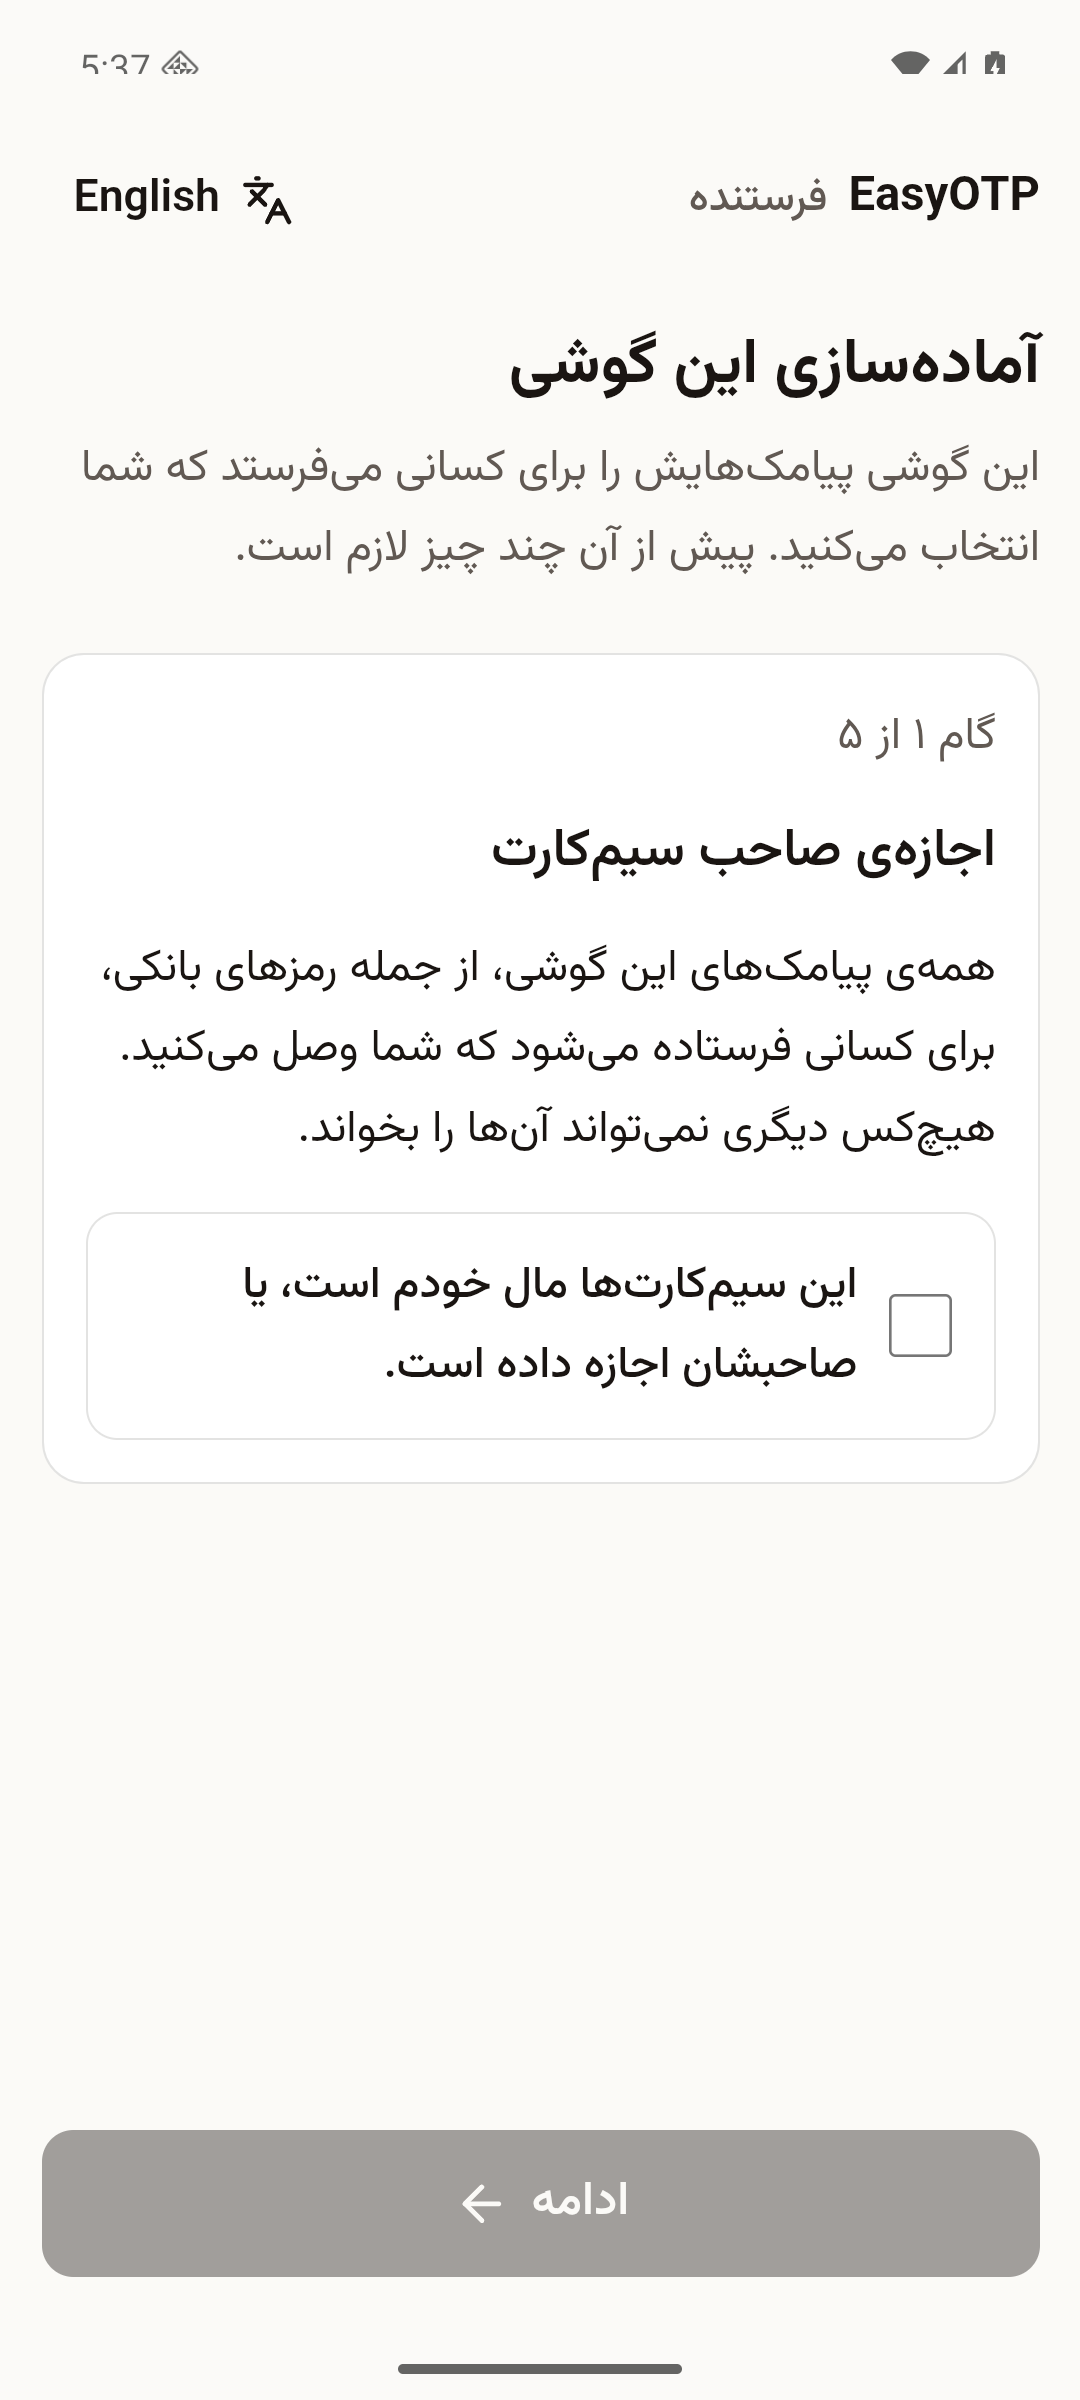 5:37
EasyOTP فرستنده
English
آماده‌سازی این گوشی
این گوشی پیامک‌هایش را برای کسانی می‌فرستد که شما
انتخاب می‌کنید. پیش از آن چند چیز لازم است.
گام ۱ از ۵
اجازه‌ی صاحب سیم‌کارت
همه‌ی پیامک‌های این گوشی، از جمله رمزهای بانکی،
برای کسانی فرستاده می‌شود که شما وصل می‌کنید.
هیچ‌کس دیگری نمی‌تواند آن‌ها را بخواند.
این سیم‌کارت‌ها مال خودم است، یا
صاحبشان اجازه داده است.
ادامه